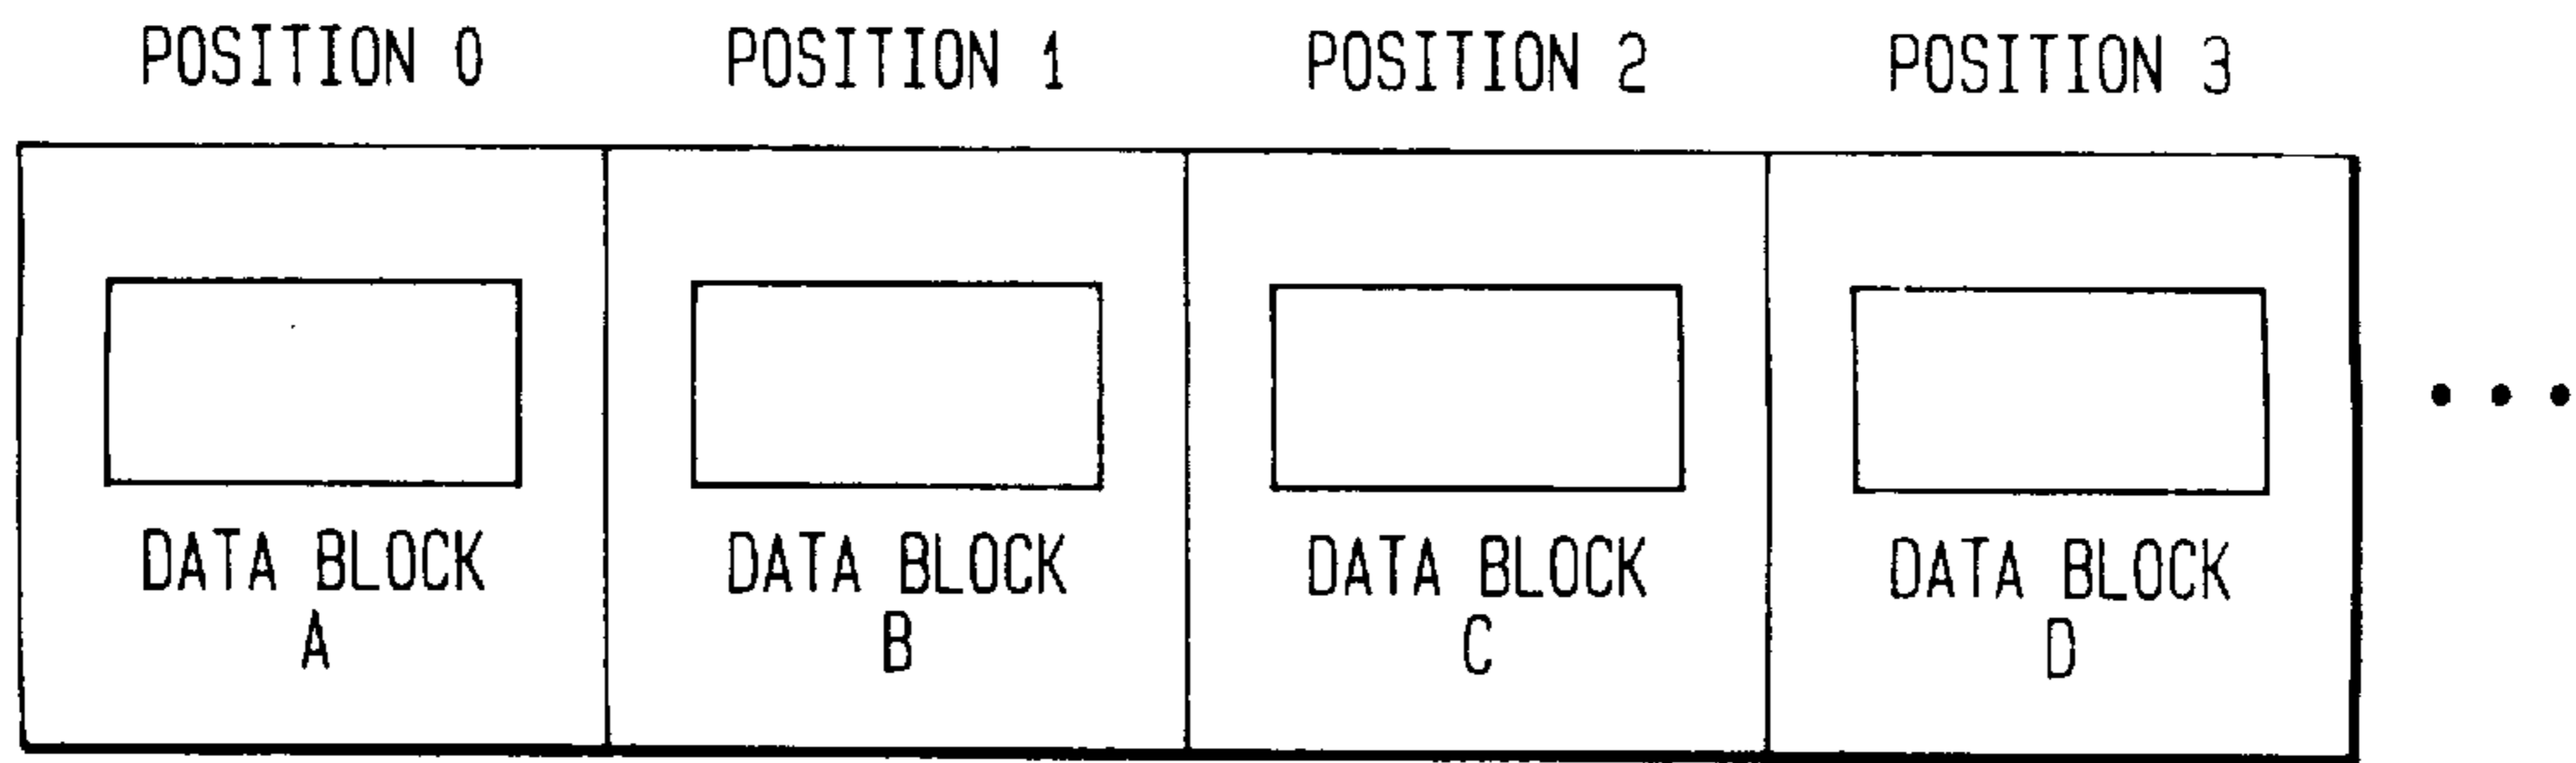 POSITION 0 POSITION 1 POSITION 2 POSITION 3
DATA BLOCK DATA BLOCK DATA BLOCK DATA BLOCK
A B C D